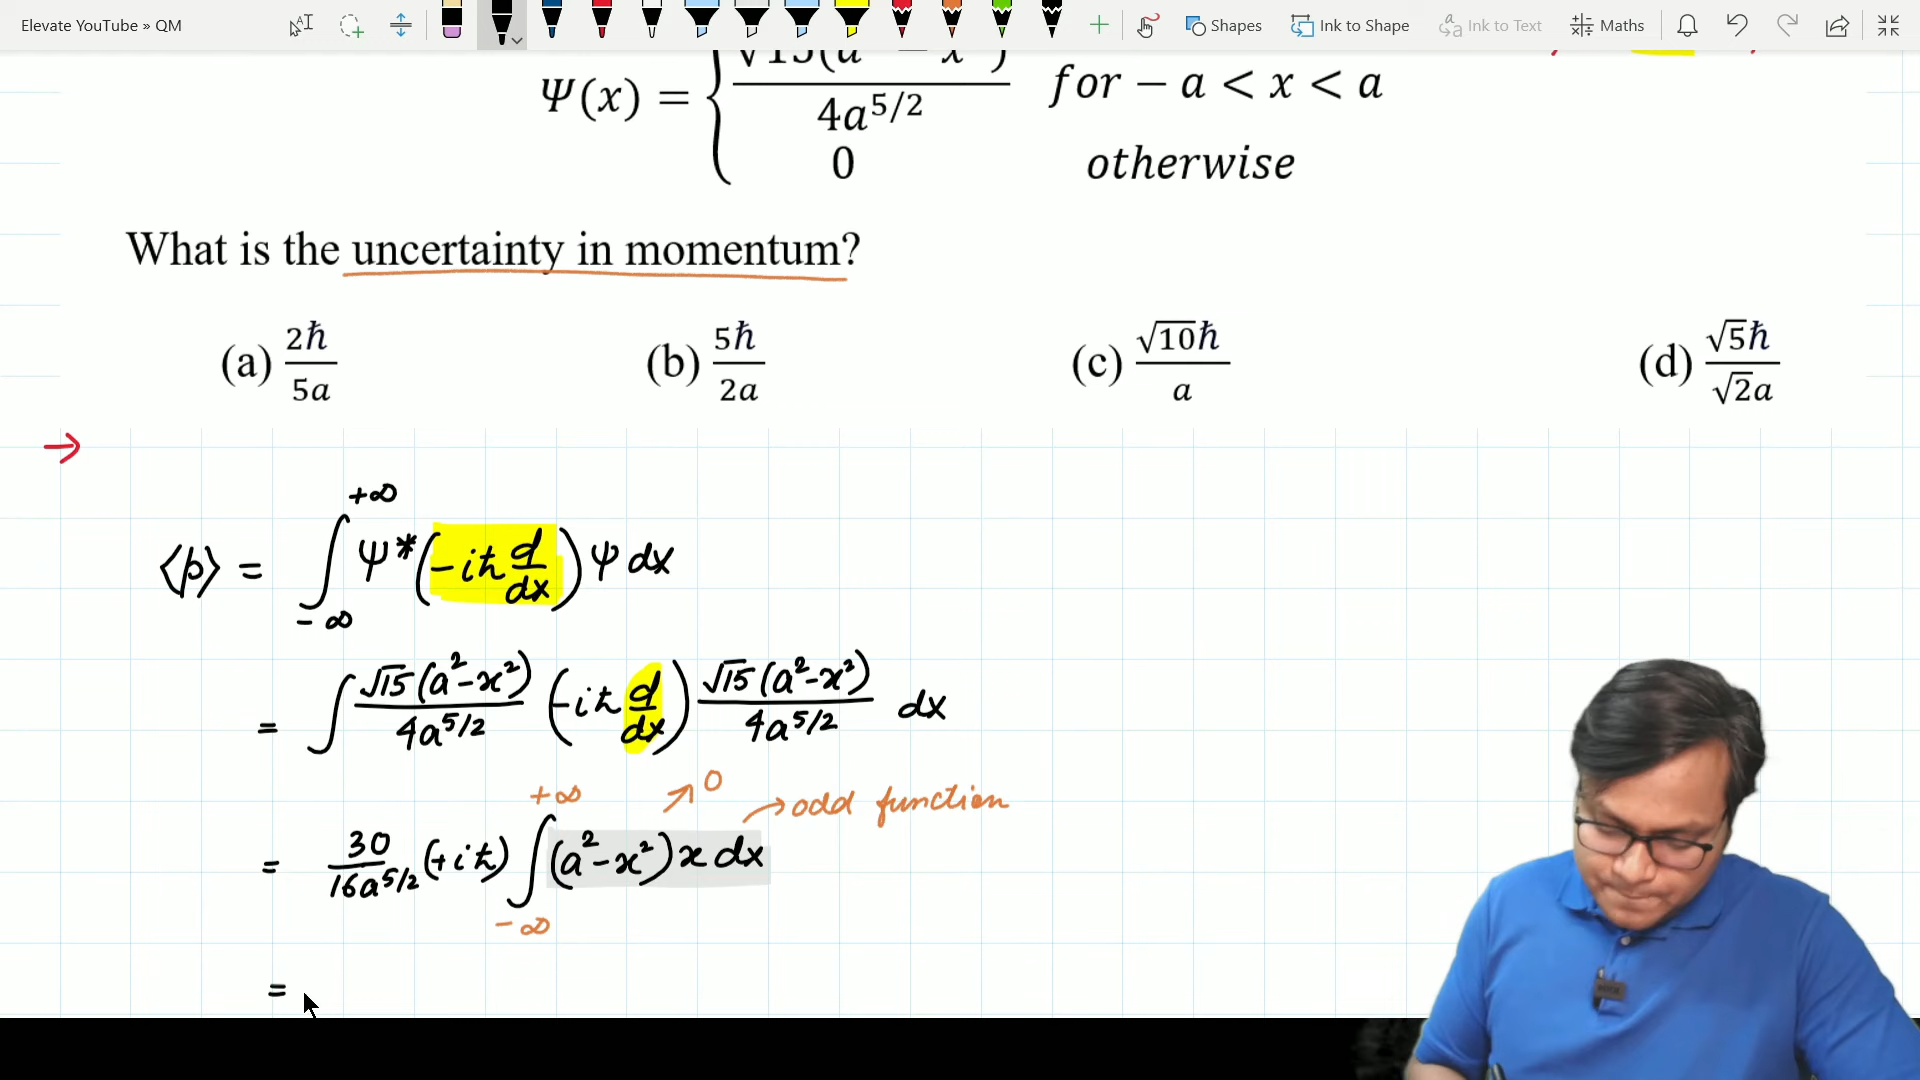 Elevate YouTube » QM
Shapes Ink to Shape Ink to Text Maths
Ψ(x) = { √15(a² − x²) / 4a^{5/2} for − a < x < a
0 otherwise
What is the uncertainty in momentum?
(a) 2ħ/5a (b) 5ħ/2a (c) √10ħ/a (d) √5ħ/√2a
→
⟨p⟩ = ∫_{-∞}^{+∞} ψ* (-iħ d/dx) ψ dx
= ∫ √15(a²-x²)/4a^{5/2} (-iħ d/dx) √15(a²-x²)/4a^{5/2} dx
= 30/16a^{5/2} (+iħ) ∫_{-∞}^{+∞} (a²-x²) x dx ↗0 → odd function
=